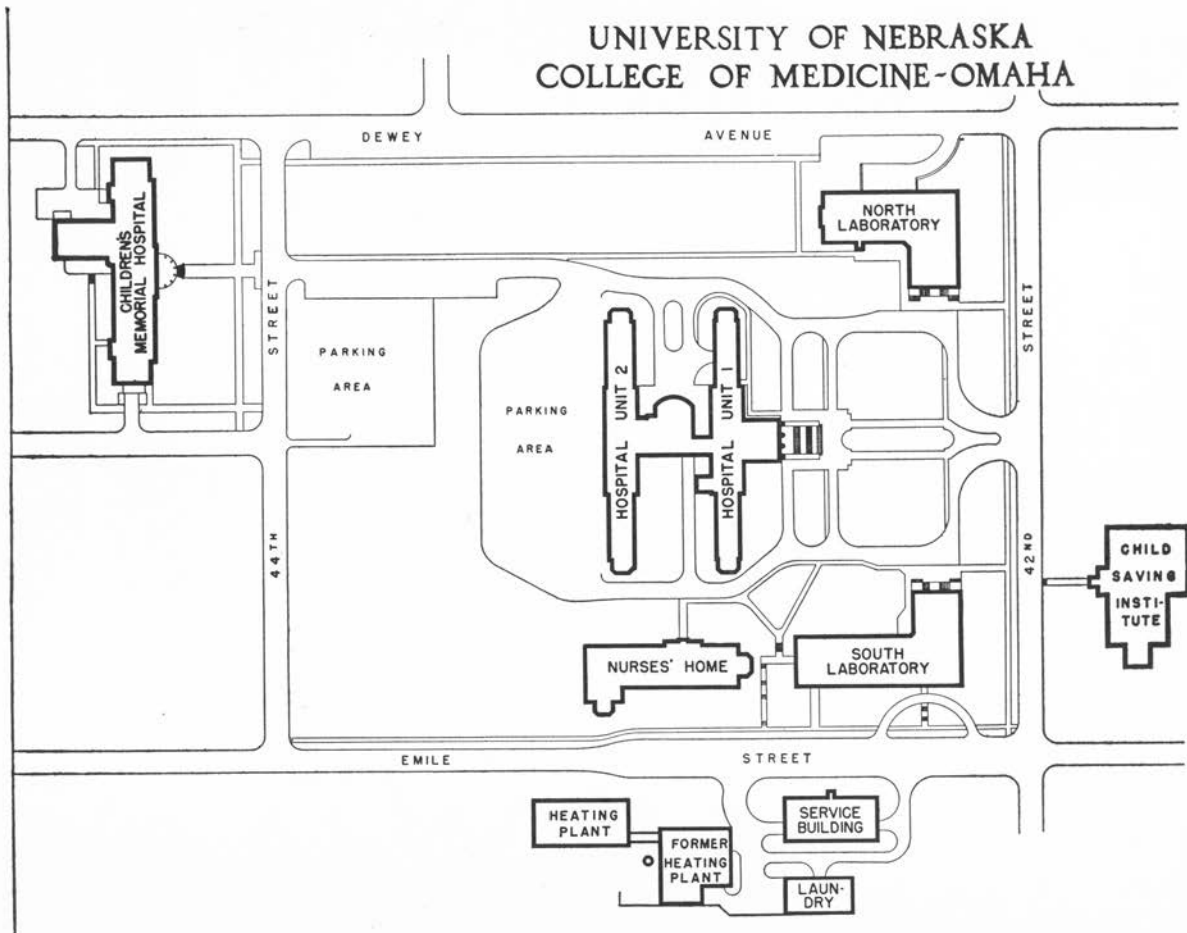 UNIVERSITY OF NEBRASKA
COLLEGE OF MEDICINE-OMAHA
DEWEY AVENUE
NORTH
LABORATORY
CHILDREN'S
MEMORIAL HOSPITAL
STREET
44TH
PARKING
AREA
PARKING
AREA
HOSPITAL UNIT 2
HOSPITAL UNIT 1
STREET
42ND
CHILD
SAVING
INSTI-
TUTE
NURSES' HOME
SOUTH
LABORATORY
EMILE STREET
HEATING
PLANT
FORMER
HEATING
PLANT
SERVICE
BUILDING
LAUN-
DRY